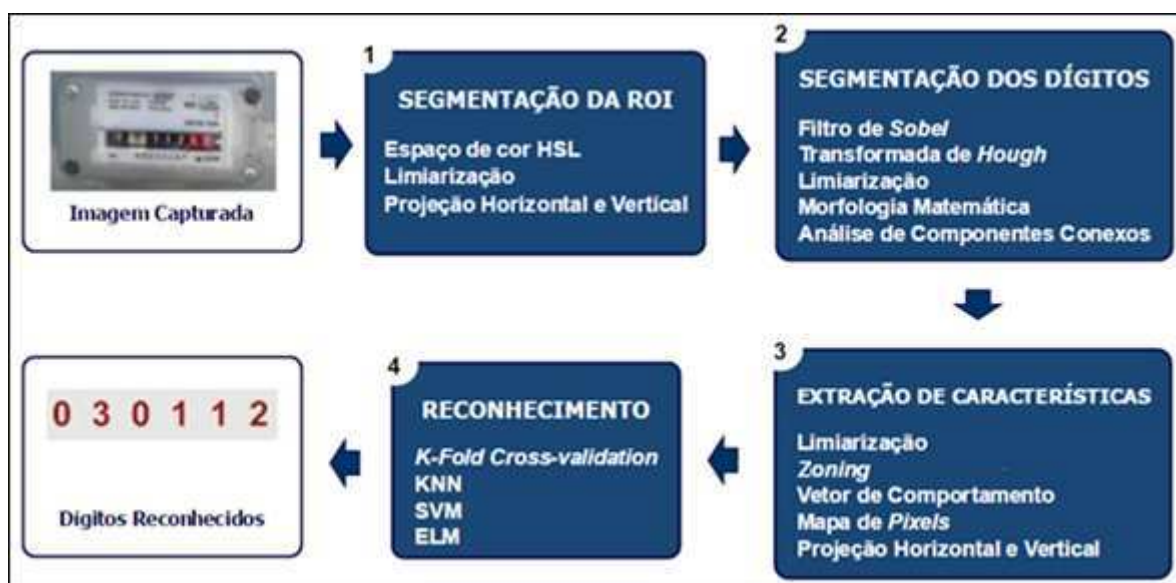 Imagem Capturada
1
SEGMENTAÇÃO DA ROI
Espaço de cor HSL
Limiarização
Projeção Horizontal e Vertical
2
SEGMENTAÇÃO DOS DÍGITOS
Filtro de Sobel
Transformada de Hough
Limiarização
Morfologia Matemática
Análise de Componentes Conexos
3
EXTRAÇÃO DE CARACTERÍSTICAS
Limiarização
Zoning
Vetor de Comportamento
Mapa de Pixels
Projeção Horizontal e Vertical
4
RECONHECIMENTO
K-Fold Cross-validation
KNN
SVM
ELM
0 3 0 1 1 2
Dígitos Reconhecidos